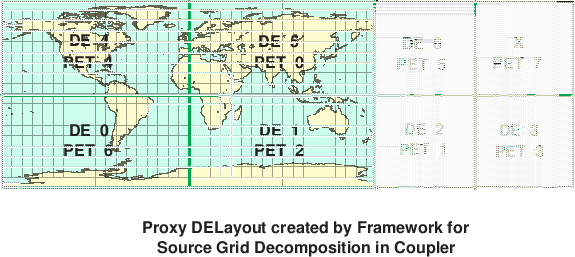 DE 4
PET 4
DE 5
PET 0
DE 6
PET 5
X
PET 7
DE 0
PET 6
DE 1
PET 2
DE 2
PET 1
DE 3
PET 3
Proxy DELayout created by Framework for
Source Grid Decomposition in Coupler